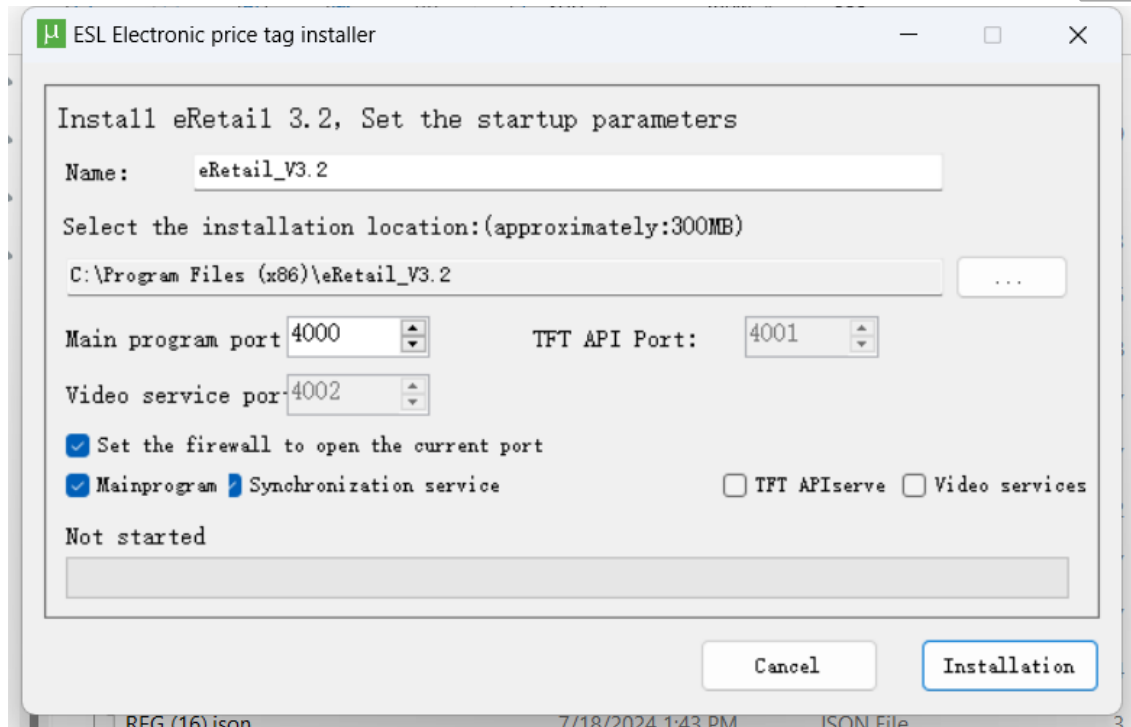 µ ESL Electronic price tag installer
Install eRetail 3.2, Set the startup parameters
Name: eRetail_V3.2
Select the installation location:(approximately:300MB)
C:\Program Files (x86)\eRetail_V3.2 ...
Main program port 4000 TFT API Port: 4001
Video service por 4002
Set the firewall to open the current port
Mainprogram Synchronization service TFT APIserve Video services
Not started
Cancel Installation
REG (16).json 7/18/2024 1:43 PM JSON File 3